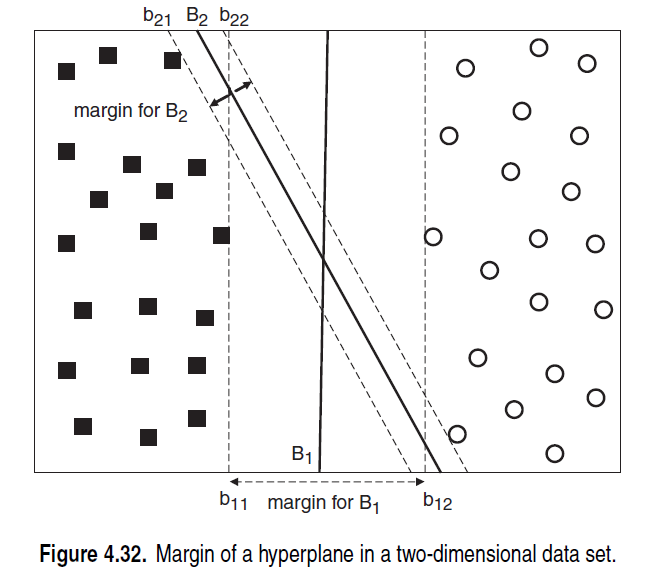 b21 B2 b22
margin for B2
B1
b11 margin for B1 b12
Figure 4.32. Margin of a hyperplane in a two-dimensional data set.